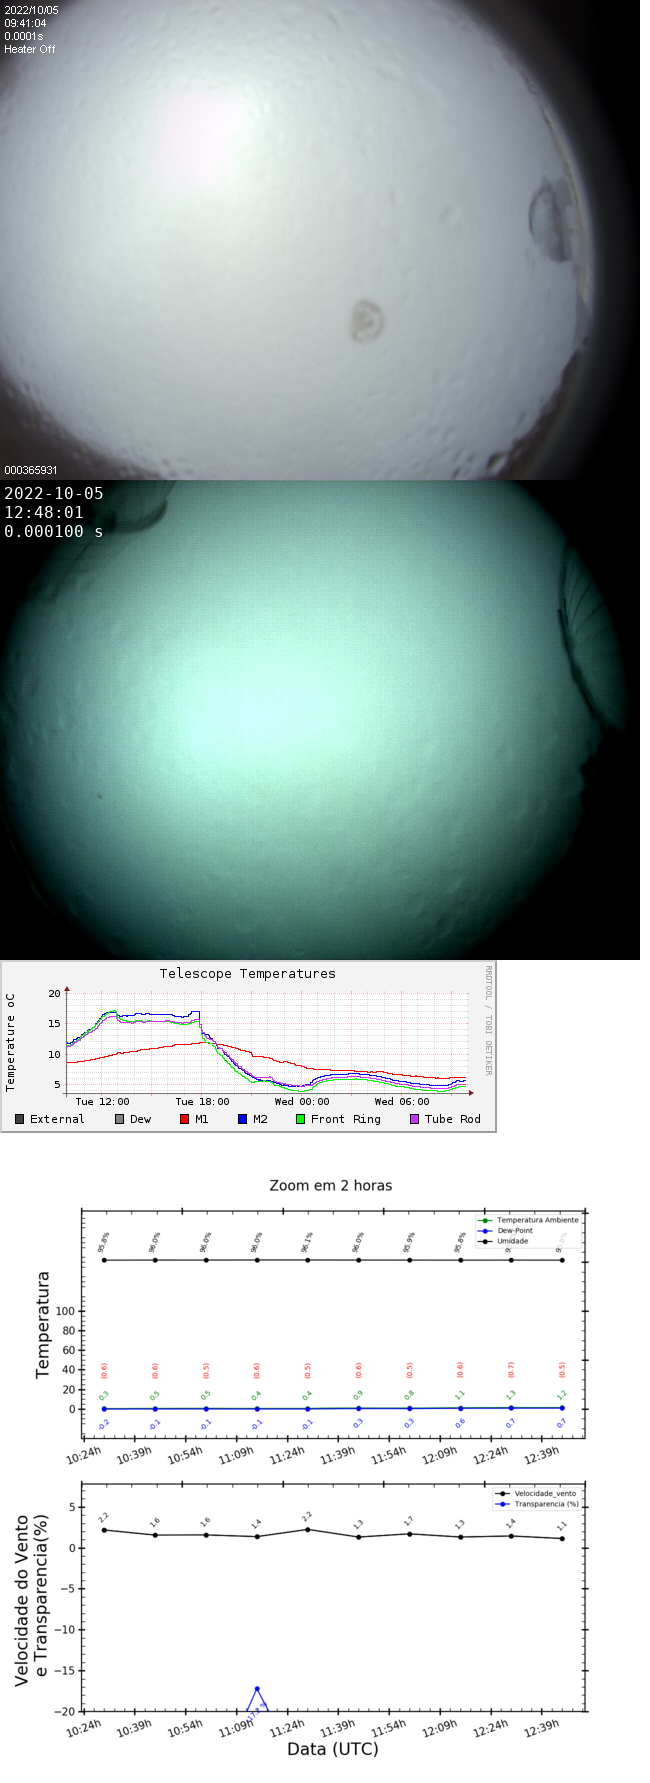 2022/10/05
09:41:04
0.0001s
Heater Off
000365931
2022-10-05
12:48:01
0.000100 s
Telescope Temperatures
RRDTOOL / TOBI OETIKER
Temperature oC
20
15
10
5
Tue 12:00 Tue 18:00 Wed 00:00 Wed 06:00
External Dew M1 M2 Front Ring Tube Rod
Zoom em 2 horas
Temperatura Ambiente
Dew-Point
Umidade
95.8% 96.0% 96.0% 96.0% 96.1% 96.0% 95.9% 95.8%
Temperatura
100
80
60
40
20
0
(0.6) (0.6) (0.5) (0.6) (0.5) (0.6) (0.5) (0.6) (0.7) (0.5)
0.3 0.5 0.5 0.4 0.4 0.9 0.8 1.1 1.3 1.2
-0.2 -0.1 -0.1 -0.1 -0.1 0.3 0.3 0.6 0.7 0.7
10:24h 10:39h 10:54h 11:09h 11:24h 11:39h 11:54h 12:09h 12:24h 12:39h
Velocidade_vento
Transparencia (%)
2.2 1.6 1.6 1.4 2.2 1.3 1.7 1.3 1.4 1.1
Velocidade do Vento
e Transparencia(%)
5
0
−5
−10
−15
−20
10:24h 10:39h 10:54h 11:09h 11:24h 11:39h 11:54h 12:09h 12:24h 12:39h
Data (UTC)